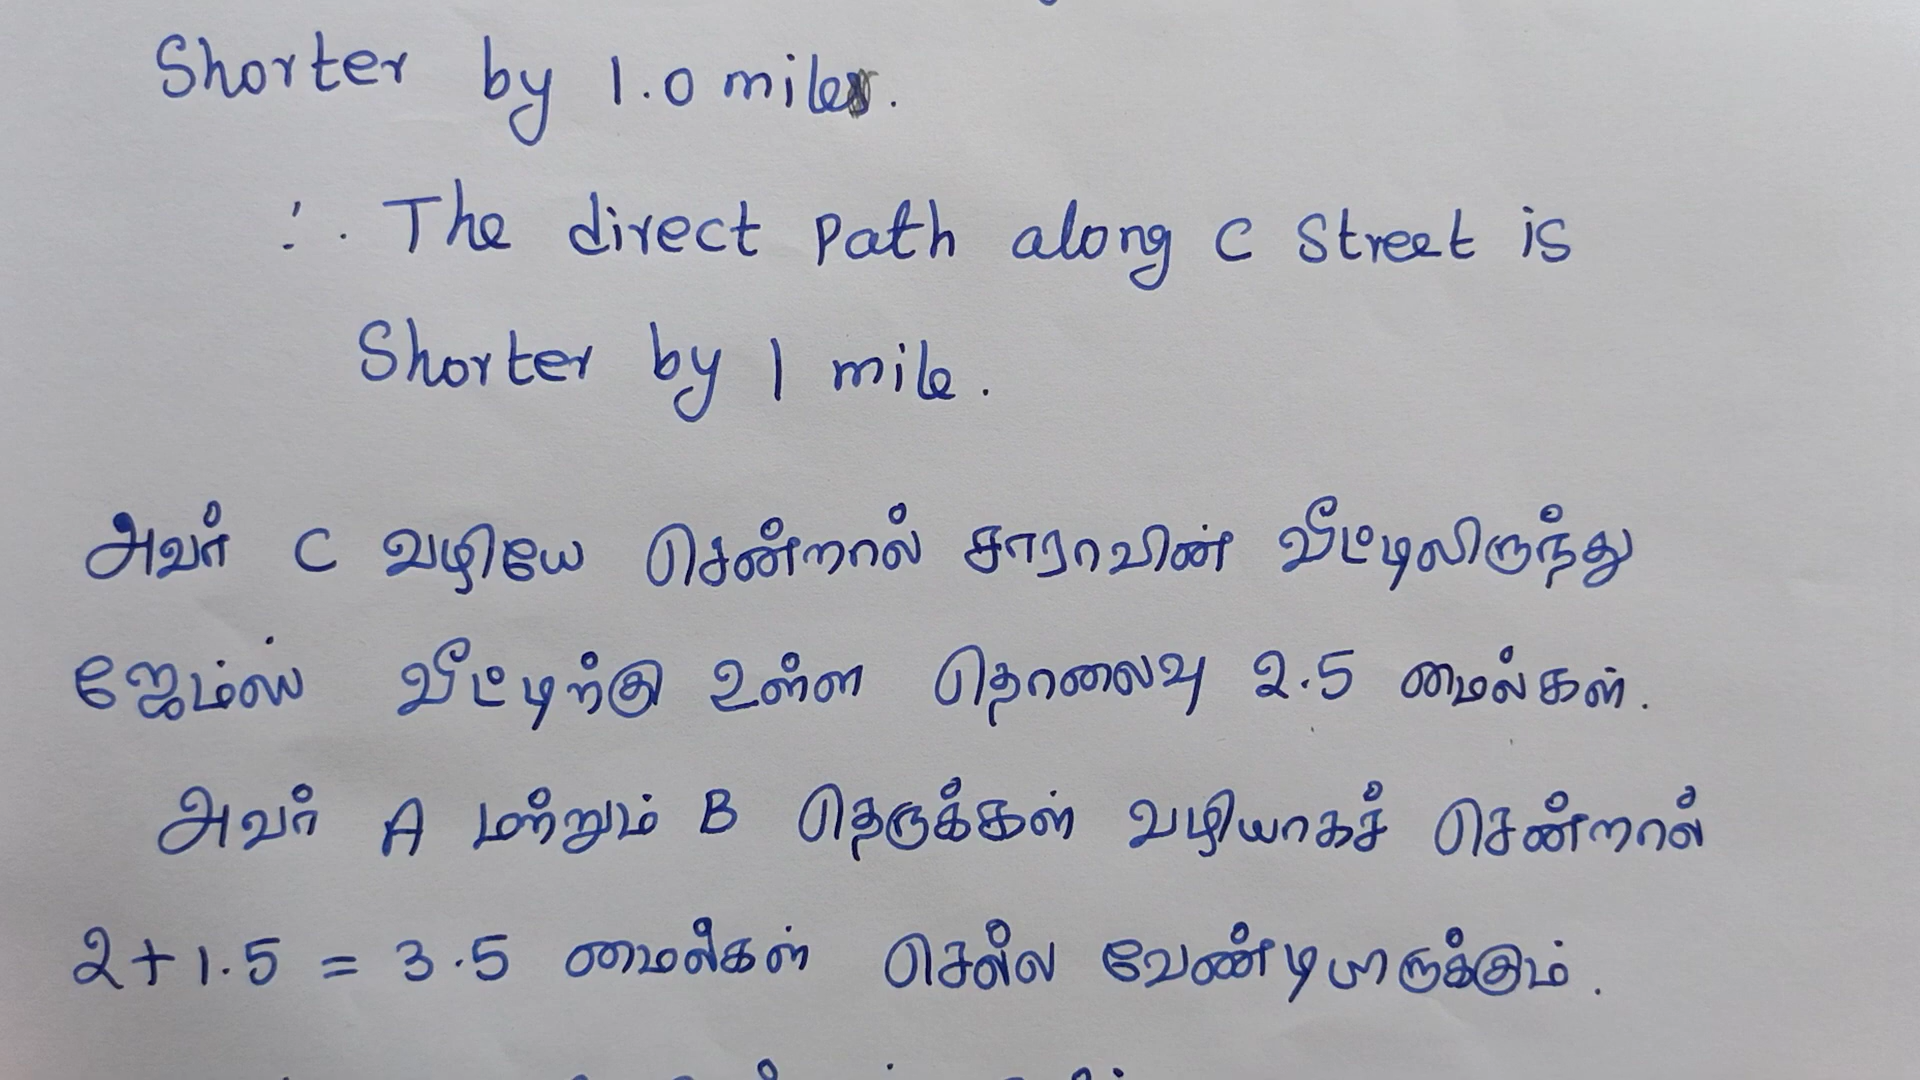 Shorter by 1.0 mile.
∴ The direct path along C Street is
Shorter by 1 mile.
அவர் C வழியே சென்றால் சாராவின் வீட்டிலிருந்து
ஜேம்ஸ் வீட்டிற்கு உள்ள தொலைவு 2.5 மைல்கள்.
அவர் A மற்றும் B தெருக்கள் வழியாகச் சென்றால்
2+1.5 = 3.5 மைல்கள் செல்ல வேண்டியிருக்கும்.